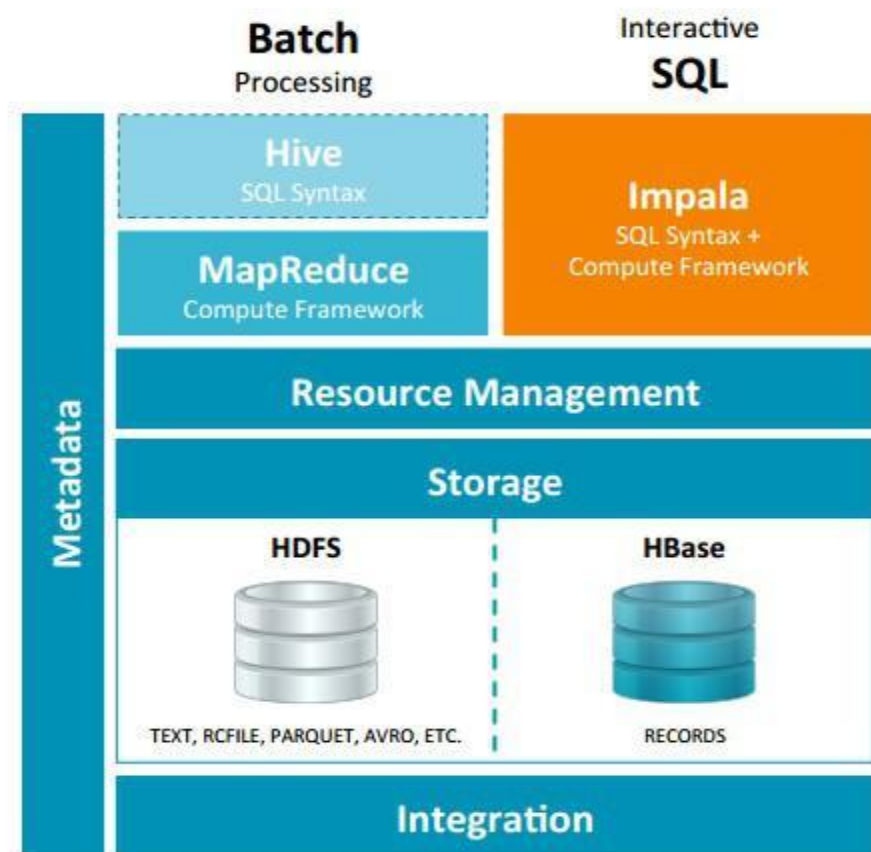 Batch
Processing
Interactive
SQL
Metadata
Hive
SQL Syntax
MapReduce
Compute Framework
Impala
SQL Syntax +
Compute Framework
Resource Management
Storage
HDFS
TEXT, RCFILE, PARQUET, AVRO, ETC.
HBase
RECORDS
Integration